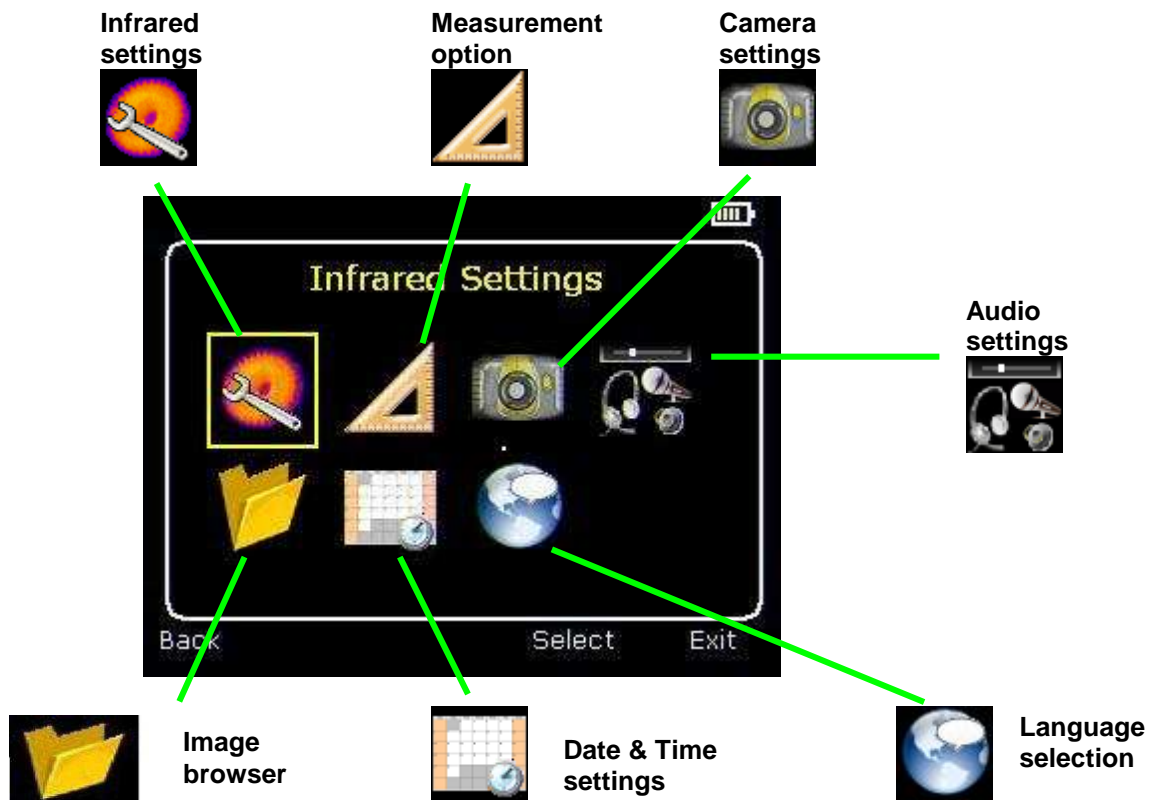 Infrared
settings
Measurement
option
Camera
settings
Infrared Settings
Audio
settings
Back
Select
Exit
Image
browser
Date & Time
settings
Language
selection